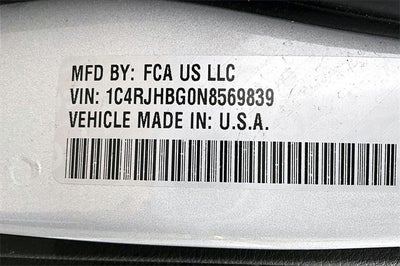 MFD BY: FCA US LLC
VIN: 1C4RJHBG0N8569839
VEHICLE MADE IN: U.S.A.